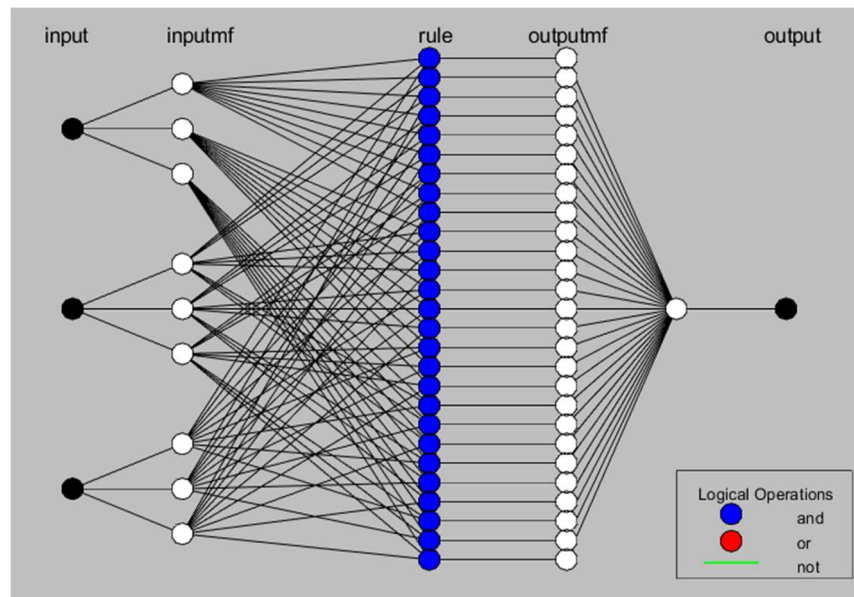 input inputmf rule outputmf output
Logical Operations
and
or
not